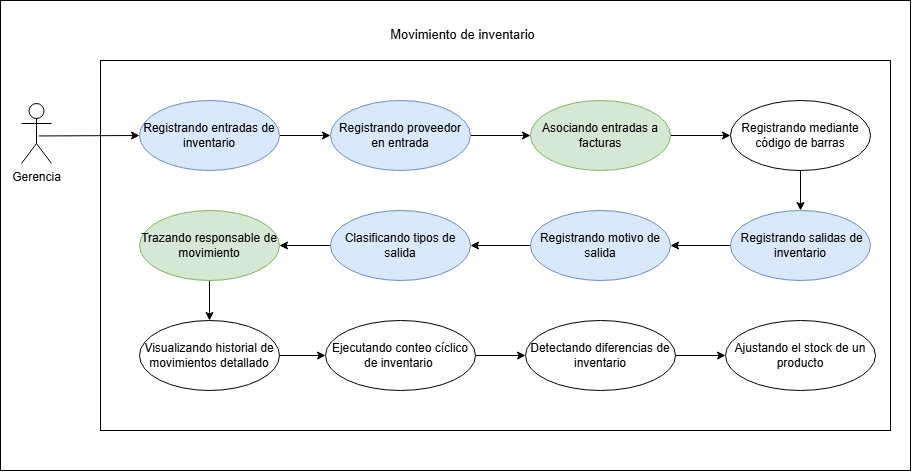 Movimiento de inventario
Gerencia
Registrando entradas de
inventario
Registrando proveedor
en entrada
Asociando entradas a
facturas
Registrando mediante
código de barras
Registrando salidas de
inventario
Registrando motivo de
salida
Clasificando tipos de
salida
Trazando responsable de
movimiento
Visualizando historial de
movimientos detallado
Ejecutando conteo cíclico
de inventario
Detectando diferencias de
inventario
Ajustando el stock de un
producto